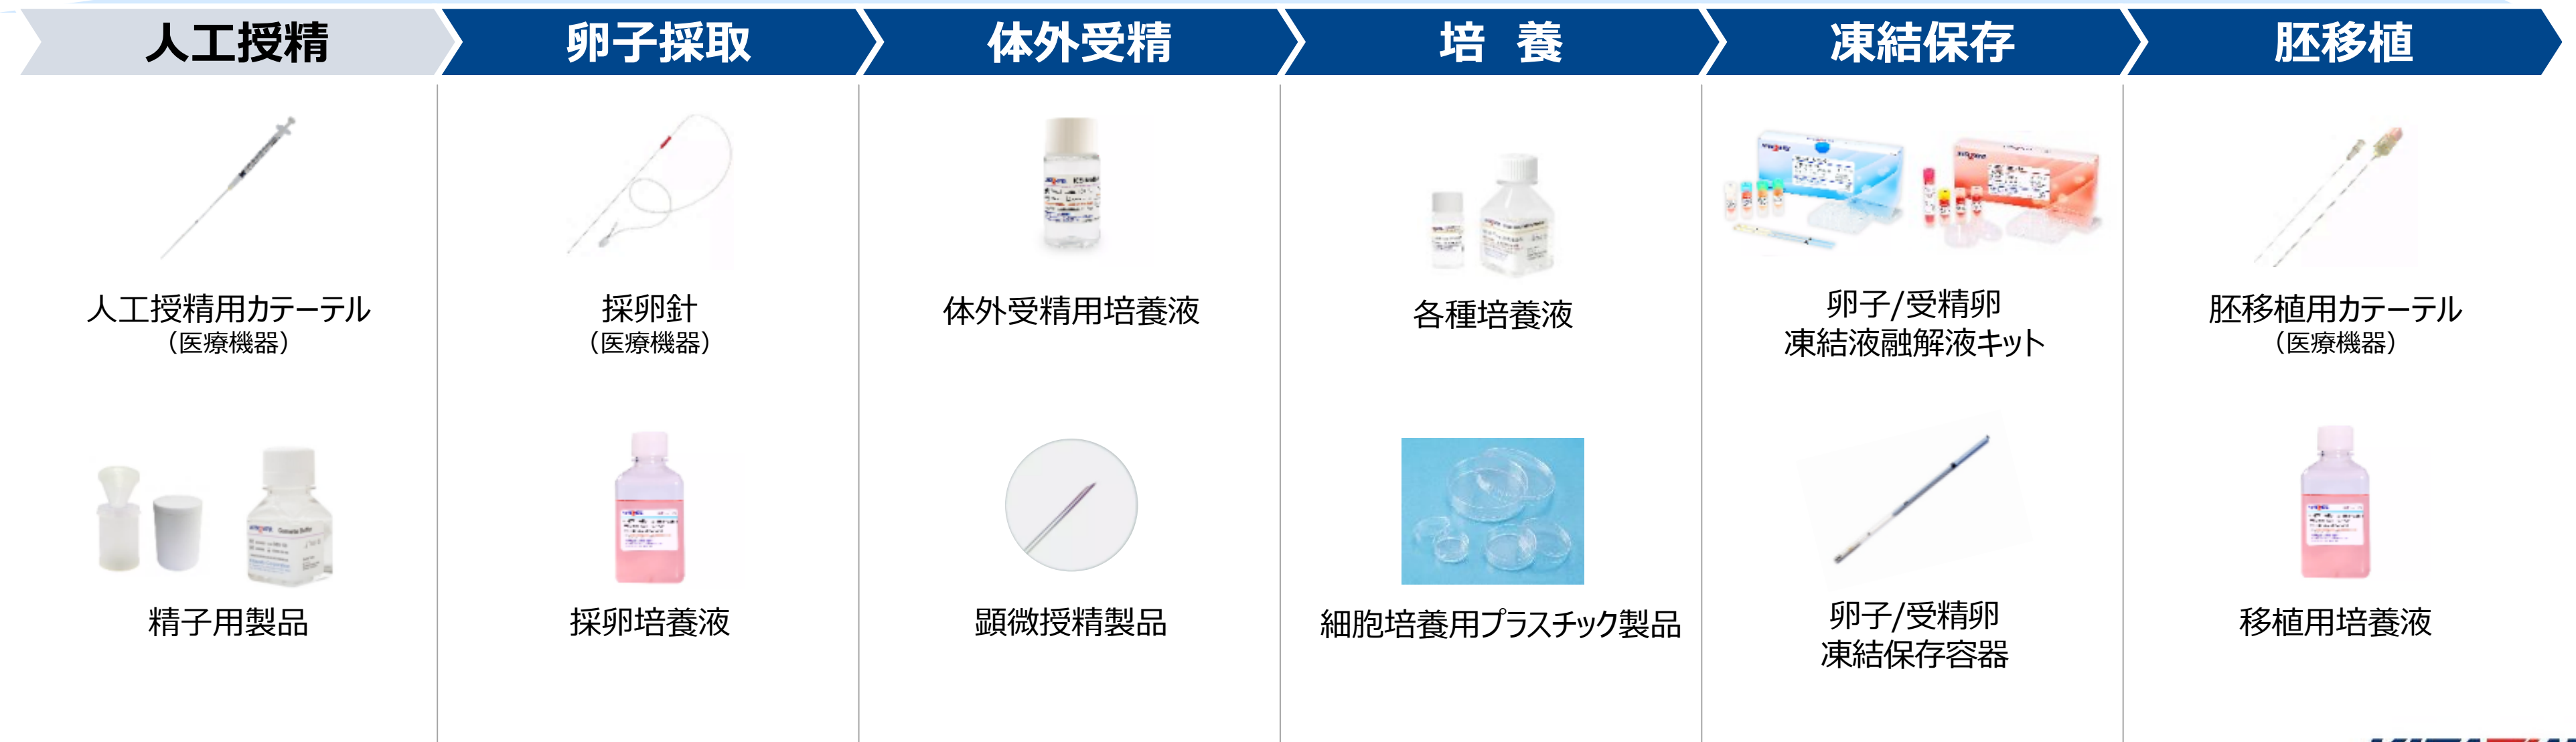 人工授精
卵子採取
体外受精
培　養
凍結保存
胚移植
人工授精用カテーテル
（医療機器）
採卵針
（医療機器）
体外受精用培養液
各種培養液
卵子/受精卵
凍結液融解液キット
胚移植用カテーテル
（医療機器）
精子用製品
採卵培養液
顕微授精製品
細胞培養用プラスチック製品
卵子/受精卵
凍結保存容器
移植用培養液